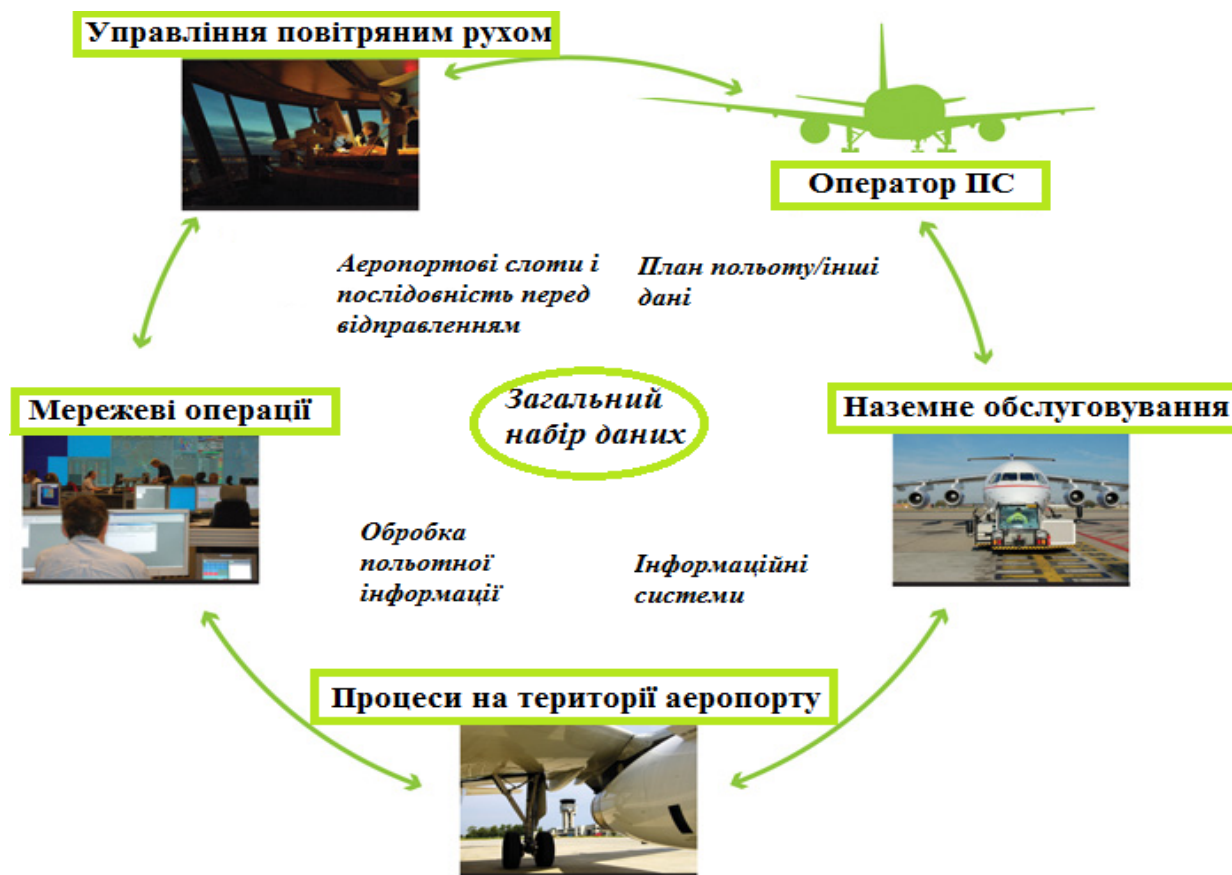 Управління повітряним рухом
Оператор ПС
Аеропортові слоти і
послідовність перед
відправленням
План польоту/інші
дані
Мережеві операції
Загальний
набір даних
Наземне обслуговування
Обробка
польотної
інформації
Інформаційні
системи
Процеси на території аеропорту